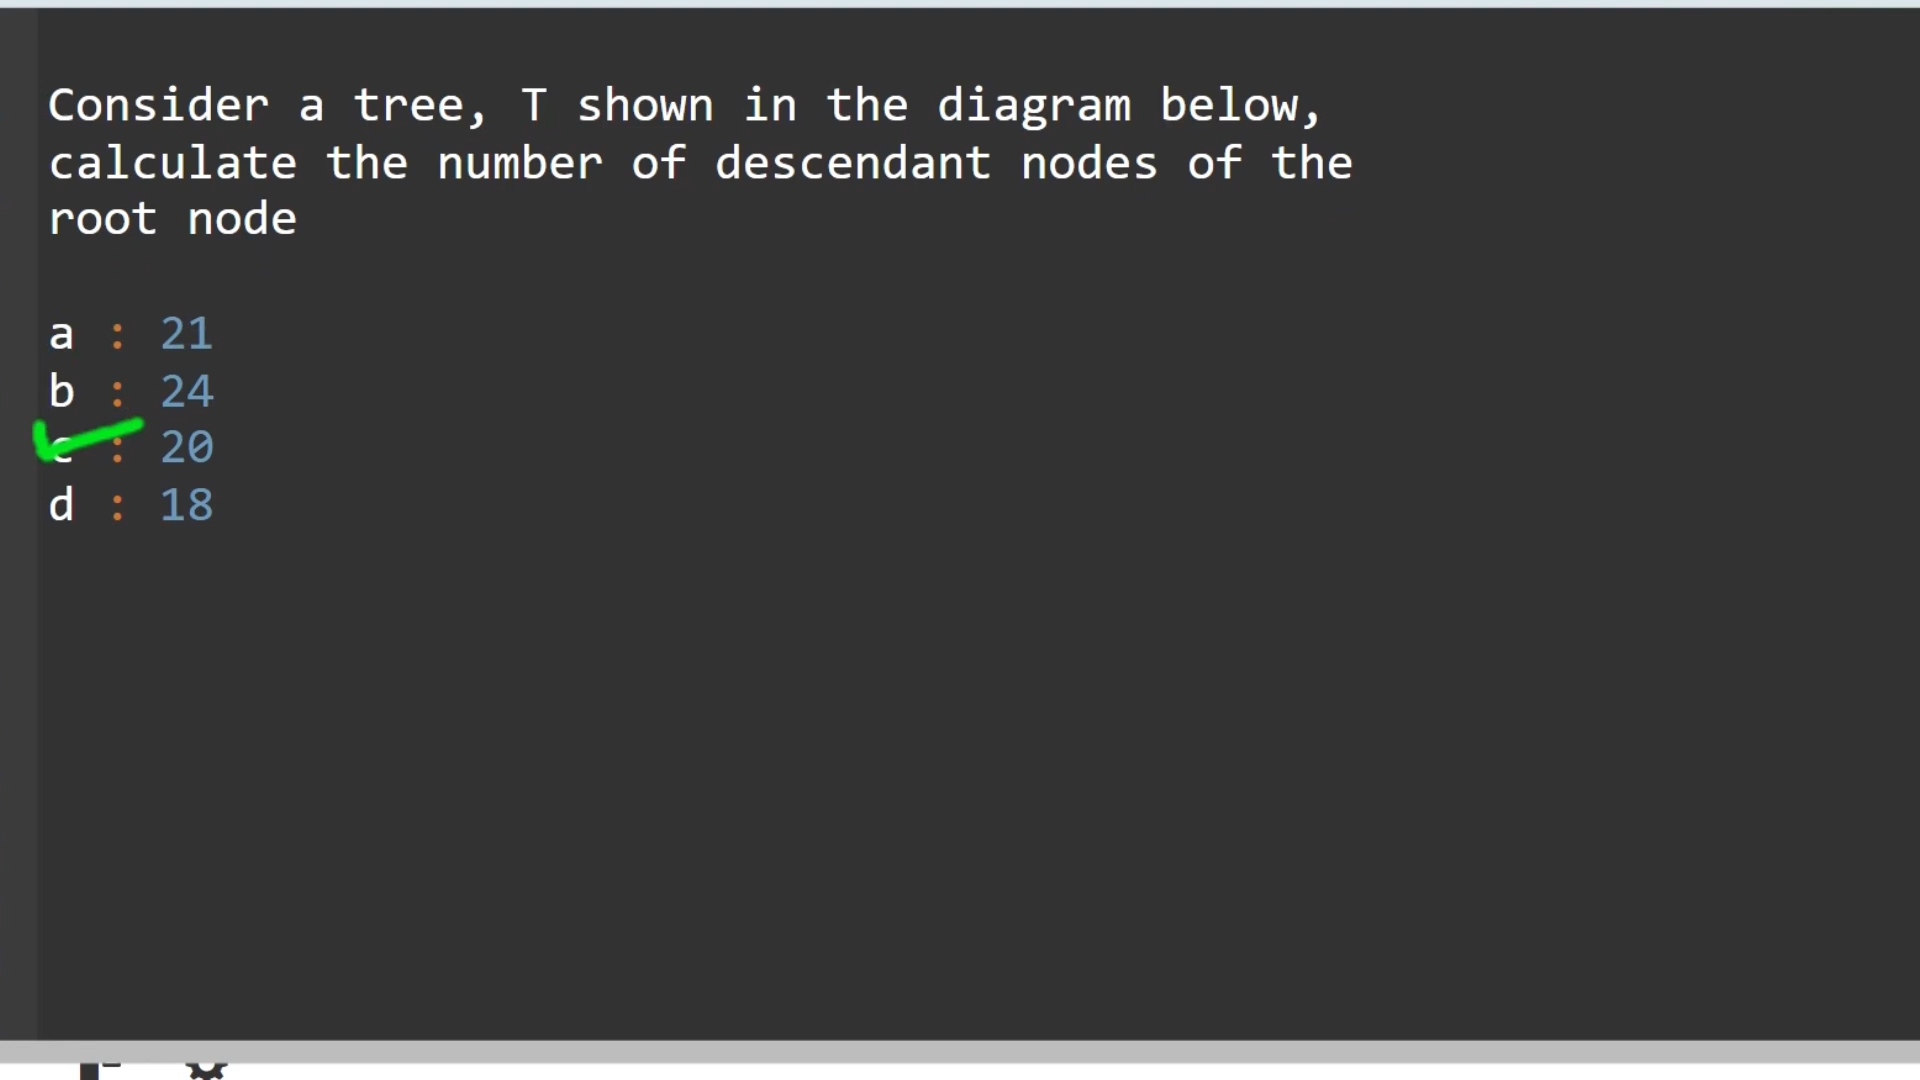 Consider a tree, T shown in the diagram below,
calculate the number of descendant nodes of the
root node
a : 21
b : 24
c : 20
d : 18